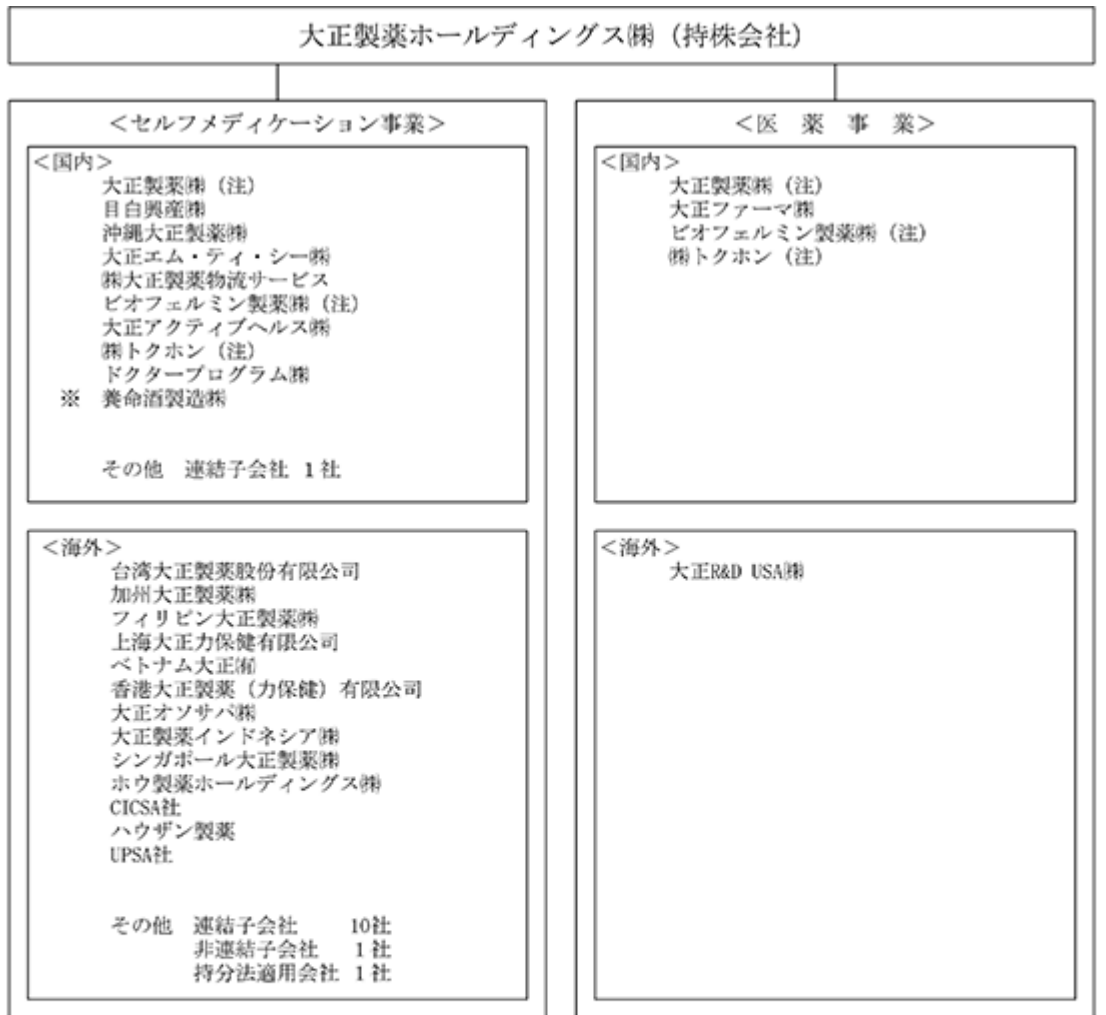 大正製薬ホールディングス㈱（持株会社）
＜セルフメディケーション事業＞
＜国内＞
大正製薬㈱（注）
目白興産㈱
沖縄大正製薬㈱
大正エム・ティ・シー㈱
㈱大正製薬物流サービス
ビオフェルミン製薬㈱（注）
大正アクティブヘルス㈱
㈱トクホン（注）
ドクタープログラム㈱
※ 養命酒製造㈱
その他 連結子会社 1社
＜海外＞
台湾大正製薬股份有限公司
加州大正製薬㈱
フィリピン大正製薬㈱
上海大正力保健有限公司
ベトナム大正㈲
香港大正製薬（力保健）有限公司
大正オソサパ㈱
大正製薬インドネシア㈱
シンガポール大正製薬㈱
ホウ製薬ホールディングス㈱
CICSA社
ハウザン製薬
UPSA社
その他 連結子会社 10社
非連結子会社 1社
持分法適用会社 1社
＜医 薬 事 業＞
＜国内＞
大正製薬㈱（注）
大正ファーマ㈱
ビオフェルミン製薬㈱（注）
㈱トクホン（注）
＜海外＞
大正R&D USA㈱